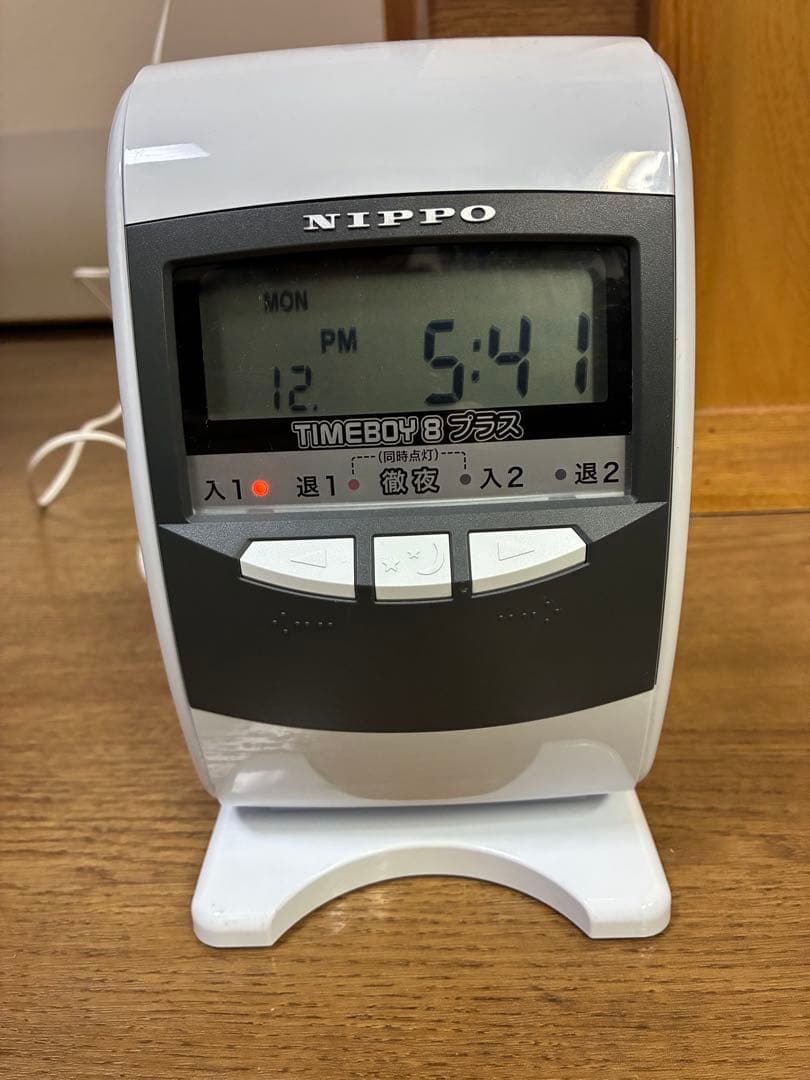 NIPPO
MON
PM 5:41
12.
TIMEBOY 8 プラス
(同時点灯)
入1 退1 徹夜 入2 退2